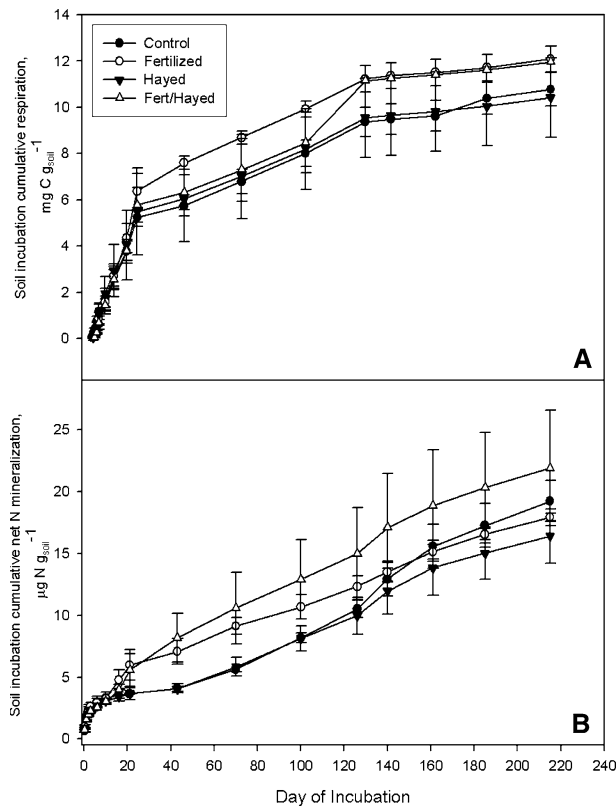 14
12
10
8
6
4
2
0
Soil incubation cumulative respiration,
mg C gsoil-1
Control
Fertilized
Hayed
Fert/Hayed
A
25
20
15
10
5
0
Soil incubation cumulative net N mineralization,
µg N gsoil-1
B
0 20 40 60 80 100 120 140 160 180 200 220 240
Day of Incubation